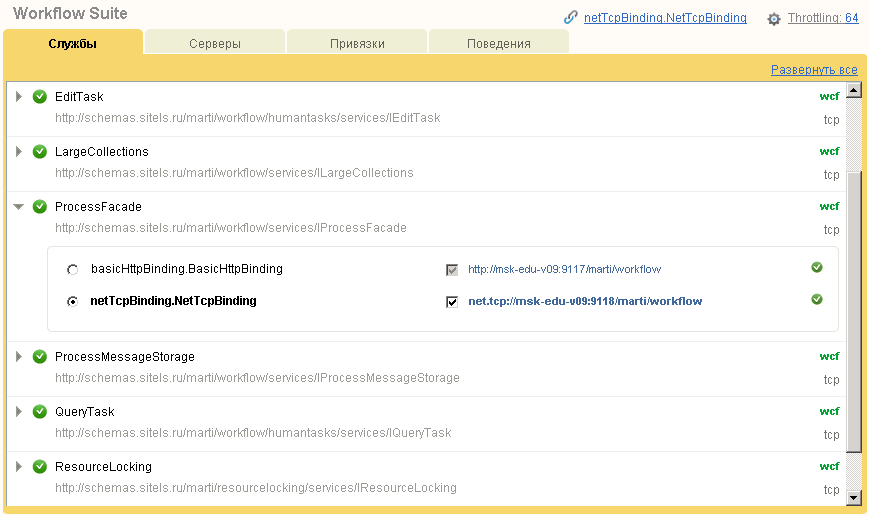 Workflow Suite
netTcpBinding.NetTcpBinding Throttling: 64
Службы Серверы Привязки Поведения
Развернуть все
EditTask wcf
http://schemas.sitels.ru/marti/workflow/humantasks/services/IEditTask tcp
LargeCollections wcf
http://schemas.sitels.ru/marti/workflow/services/ILargeCollections tcp
ProcessFacade wcf
http://schemas.sitels.ru/marti/workflow/services/IProcessFacade tcp
basicHttpBinding.BasicHttpBinding http://msk-edu-v09:9117/marti/workflow
netTcpBinding.NetTcpBinding net.tcp://msk-edu-v09:9118/marti/workflow
ProcessMessageStorage wcf
http://schemas.sitels.ru/marti/workflow/services/IProcessMessageStorage tcp
QueryTask wcf
http://schemas.sitels.ru/marti/workflow/humantasks/services/IQueryTask tcp
ResourceLocking wcf
http://schemas.sitels.ru/marti/resourcelocking/services/IResourceLocking tcp